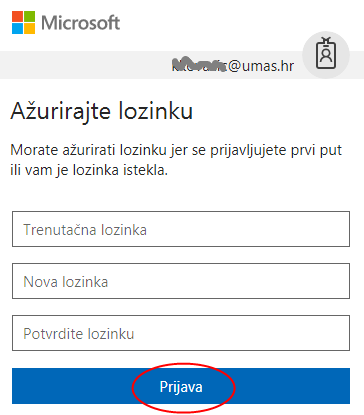 Microsoft
@umas.hr
Ažurirajte lozinku
Morate ažurirati lozinku jer se prijavljujete prvi put
ili vam je lozinka istekla.
Trenutačna lozinka
Nova lozinka
Potvrdite lozinku
Prijava